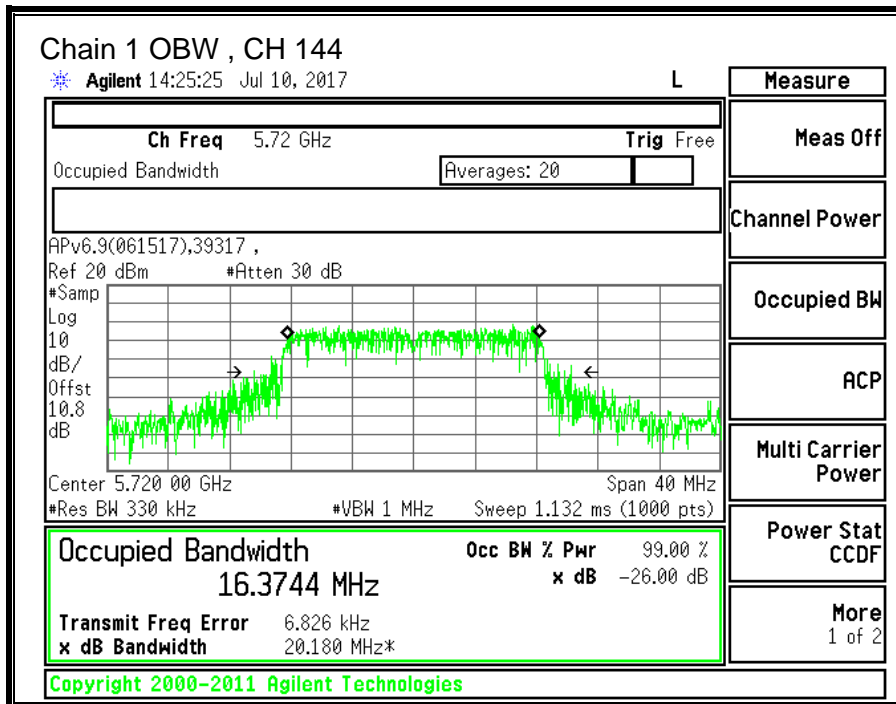 Chain 1 OBW , CH 144
Agilent 14:25:25 Jul 10, 2017 L
Measure
Ch Freq 5.72 GHz Trig Free
Occupied Bandwidth Averages: 20
APv6.9(061517),39317 ,
Ref 20 dBm #Atten 30 dB
#Samp
Log
10
dB/
Offst
10.8
dB
Center 5.720 00 GHz Span 40 MHz
#Res BW 330 kHz #VBW 1 MHz Sweep 1.132 ms (1000 pts)
Occupied Bandwidth Occ BW % Pwr 99.00 %
16.3744 MHz x dB -26.00 dB
Transmit Freq Error 6.826 kHz
x dB Bandwidth 20.180 MHz*
Copyright 2000-2011 Agilent Technologies
Meas Off
Channel Power
Occupied BW
ACP
Multi Carrier
Power
Power Stat
CCDF
More
1 of 2